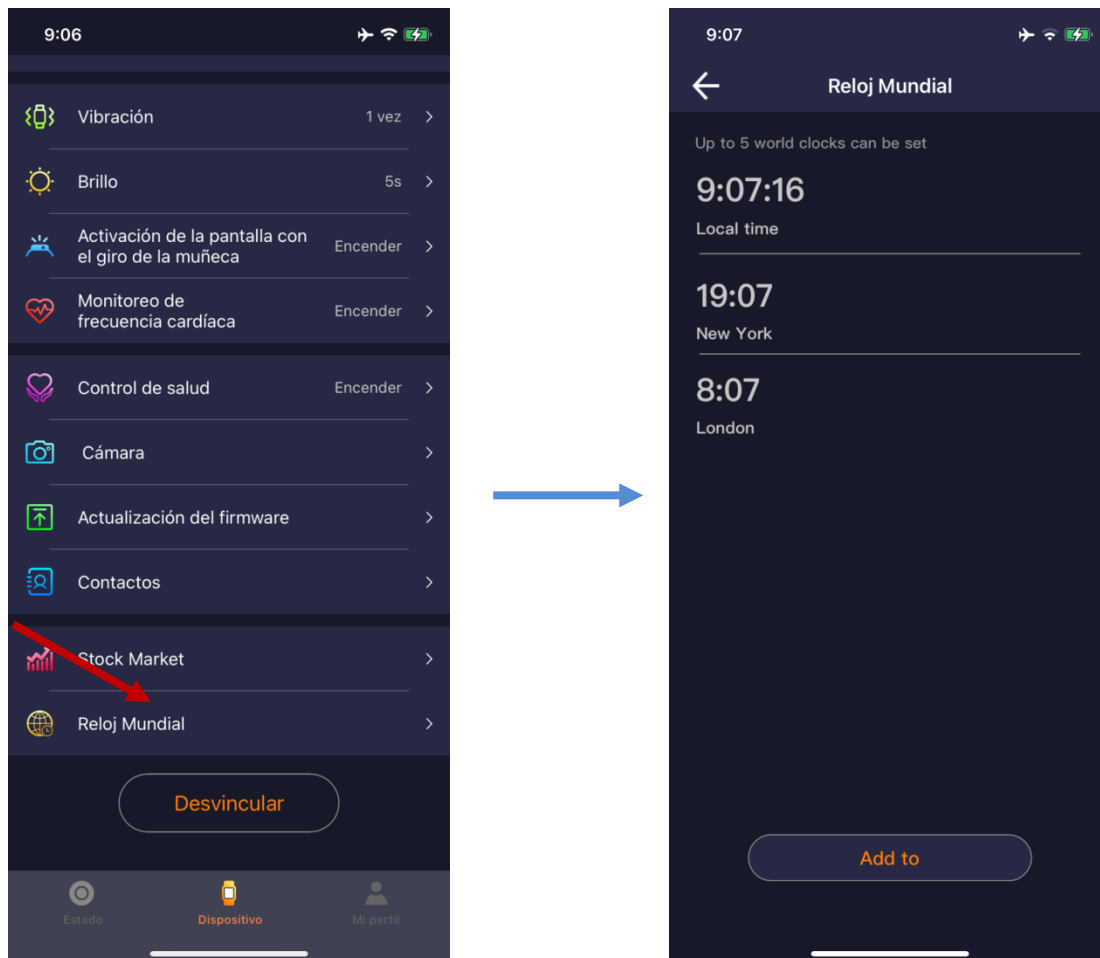 9:06
Vibración
1 vez
Brillo
5s
Activación de la pantalla con
el giro de la muñeca
Encender
Monitoreo de
frecuencia cardíaca
Encender
Control de salud
Encender
Cámara
Actualización del firmware
Contactos
Stock Market
Reloj Mundial
Desvincular
Estado
Dispositivo
Mi perfil
9:07
Reloj Mundial
Up to 5 world clocks can be set
9:07:16
Local time
19:07
New York
8:07
London
Add to